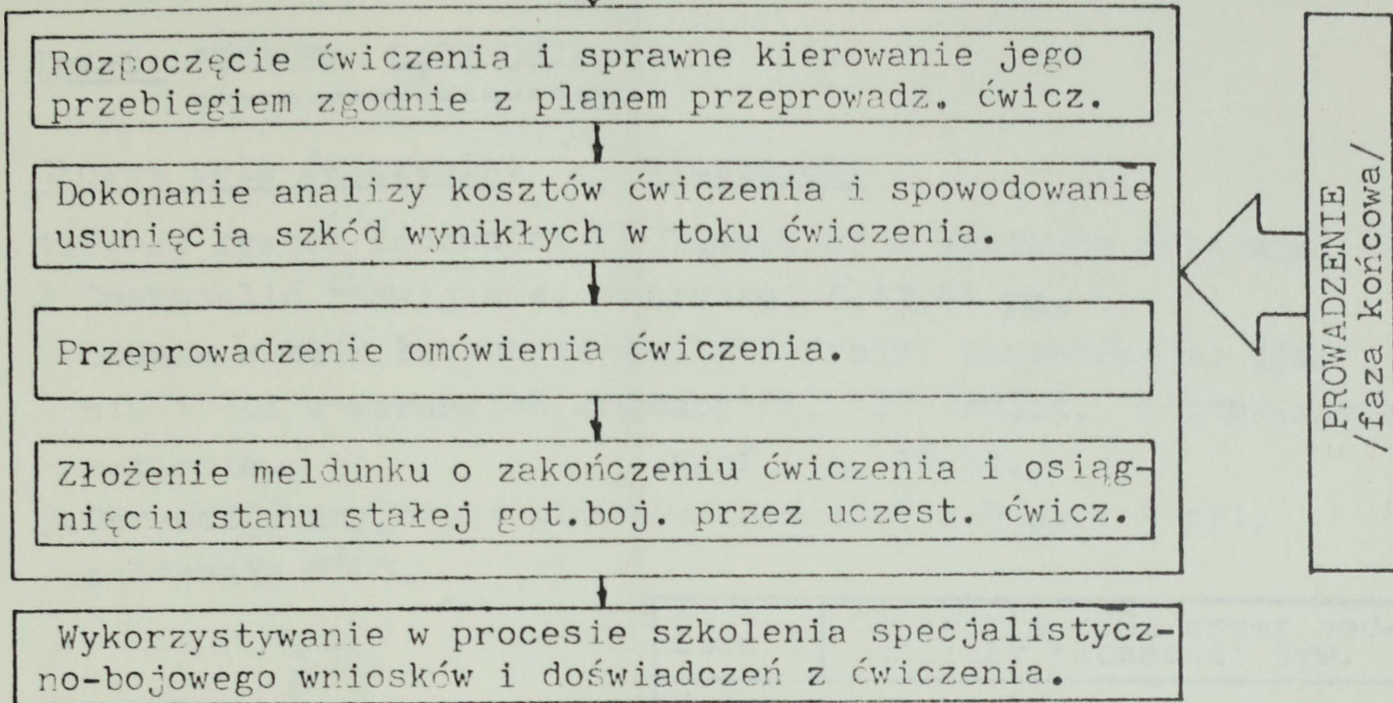 Rozpoczęcie ćwiczenia i sprawne kierowanie jego
przebiegiem zgodnie z planem przeprowadz. ćwicz.
Dokonanie analizy kosztów ćwiczenia i spowodowanie
usunięcia szkód wynikłych w toku ćwiczenia.
Przeprowadzenie omówienia ćwiczenia.
Złożenie meldunku o zakończeniu ćwiczenia i osiąg-
nięciu stanu stałej got.boj. przez uczest. ćwicz.
Wykorzystywanie w procesie szkolenia specjalistycz-
no-bojowego wniosków i doświadczeń z ćwiczenia.
PROWADZENIE
/faza końcowa/